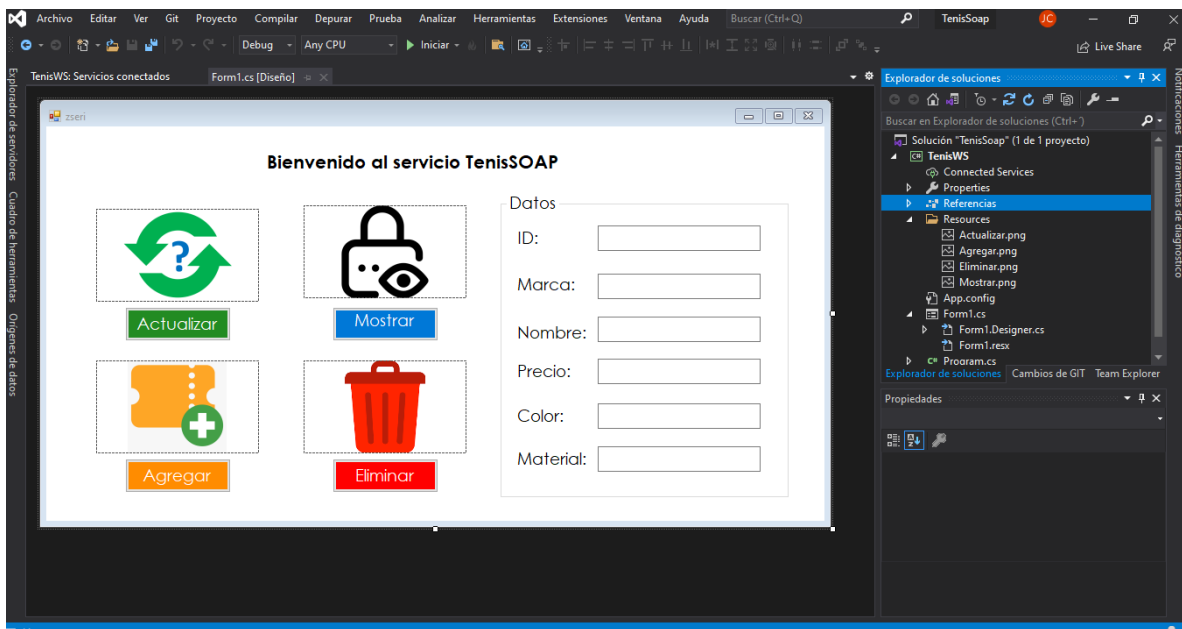 Archivo Editar Ver Git Proyecto Compilar Depurar Prueba Analizar Herramientas Extensiones Ventana Ayuda Buscar (Ctrl+Q) TenisSoap JC
Debug Any CPU Iniciar Live Share
TenisWS: Servicios conectados Form1.cs [Diseño]
Explorador de servidores
Cuadro de herramientas
Orígenes de datos
zseri
Bienvenido al servicio TenisSOAP
?
Actualizar
Mostrar
Agregar
Eliminar
Datos
ID:
Marca:
Nombre:
Precio:
Color:
Material:
Explorador de soluciones
Buscar en Explorador de soluciones (Ctrl+´)
Solución "TenisSoap" (1 de 1 proyecto)
C# TenisWS
Connected Services
Properties
Referencias
Resources
Actualizar.png
Agregar.png
Eliminar.png
Mostrar.png
App.config
Form1.cs
Form1.Designer.cs
Form1.resx
C# Program.cs
Explorador de soluciones Cambios de GIT Team Explorer
Propiedades
Notificaciones
Herramientas de diagnóstico